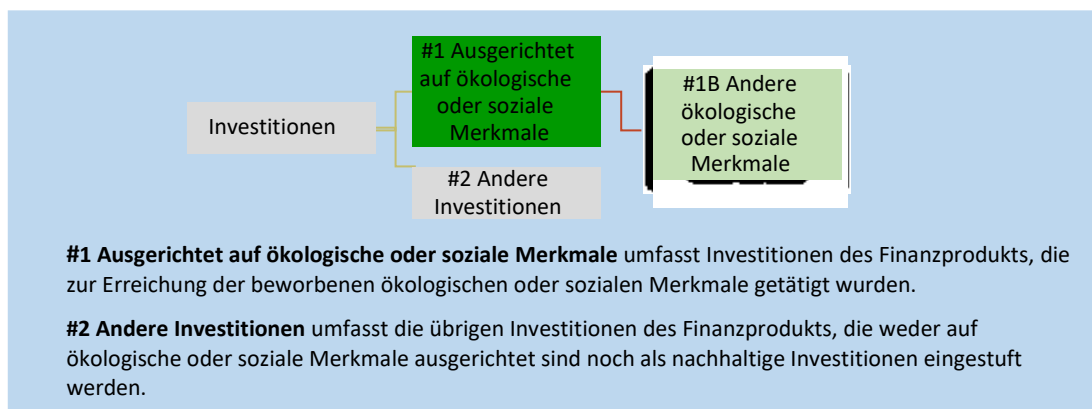 Investitionen
#1 Ausgerichtet
auf ökologische
oder soziale
Merkmale
#1B Andere
ökologische
oder soziale
Merkmale
#2 Andere
Investitionen
#1 Ausgerichtet auf ökologische oder soziale Merkmale umfasst Investitionen des Finanzprodukts, die
zur Erreichung der beworbenen ökologischen oder sozialen Merkmale getätigt wurden.
#2 Andere Investitionen umfasst die übrigen Investitionen des Finanzprodukts, die weder auf
ökologische oder soziale Merkmale ausgerichtet sind noch als nachhaltige Investitionen eingestuft
werden.